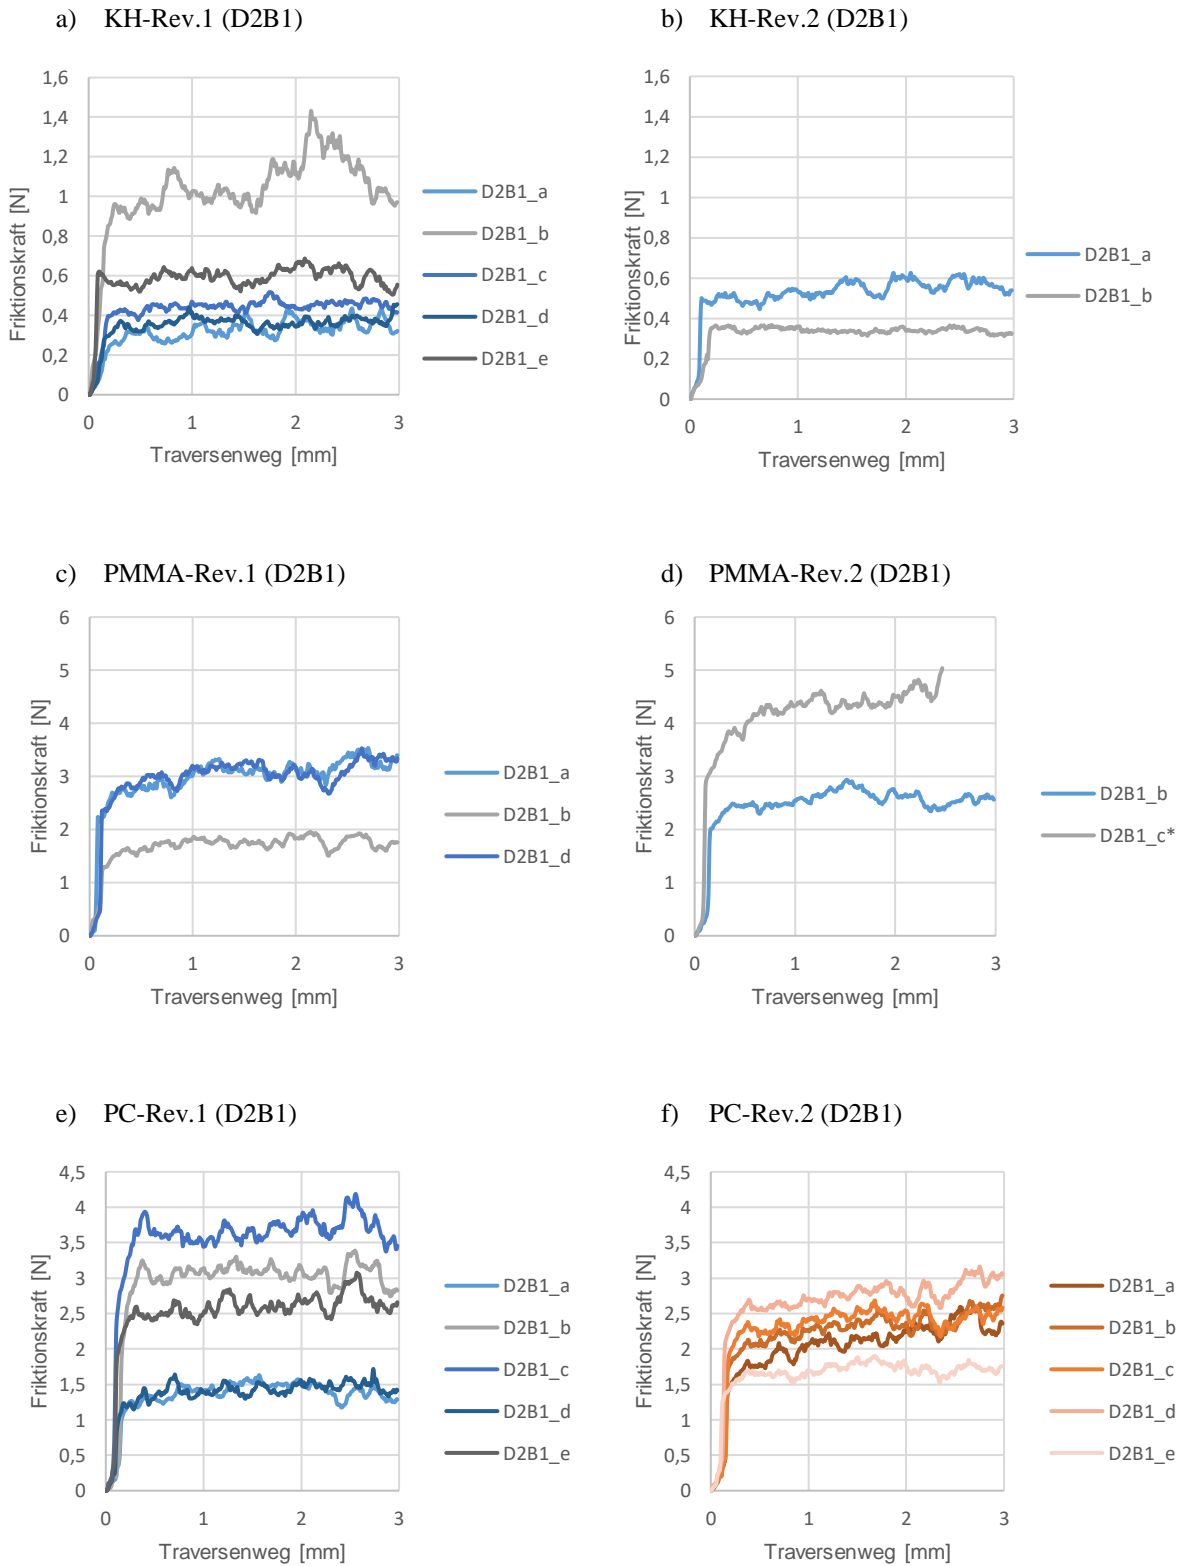 a) KH-Rev.1 (D2B1)
1,6
1,4
1,2
1
0,8
0,6
0,4
0,2
0
Friktionskraft [N]
0 1 2 3
Traversenweg [mm]
D2B1_a
D2B1_b
D2B1_c
D2B1_d
D2B1_e
b) KH-Rev.2 (D2B1)
1,6
1,4
1,2
1
0,8
0,6
0,4
0,2
0
Friktionskraft [N]
0 1 2 3
Traversenweg [mm]
D2B1_a
D2B1_b
c) PMMA-Rev.1 (D2B1)
6
5
4
3
2
1
0
Friktionskraft [N]
0 1 2 3
Traversenweg [mm]
D2B1_a
D2B1_b
D2B1_d
d) PMMA-Rev.2 (D2B1)
6
5
4
3
2
1
0
Friktionskraft [N]
0 1 2 3
Traversenweg [mm]
D2B1_b
D2B1_c*
e) PC-Rev.1 (D2B1)
4,5
4
3,5
3
2,5
2
1,5
1
0,5
0
Friktionskraft [N]
0 1 2 3
Traversenweg [mm]
D2B1_a
D2B1_b
D2B1_c
D2B1_d
D2B1_e
f) PC-Rev.2 (D2B1)
4,5
4
3,5
3
2,5
2
1,5
1
0,5
0
Friktionskraft [N]
0 1 2 3
Traversenweg [mm]
D2B1_a
D2B1_b
D2B1_c
D2B1_d
D2B1_e